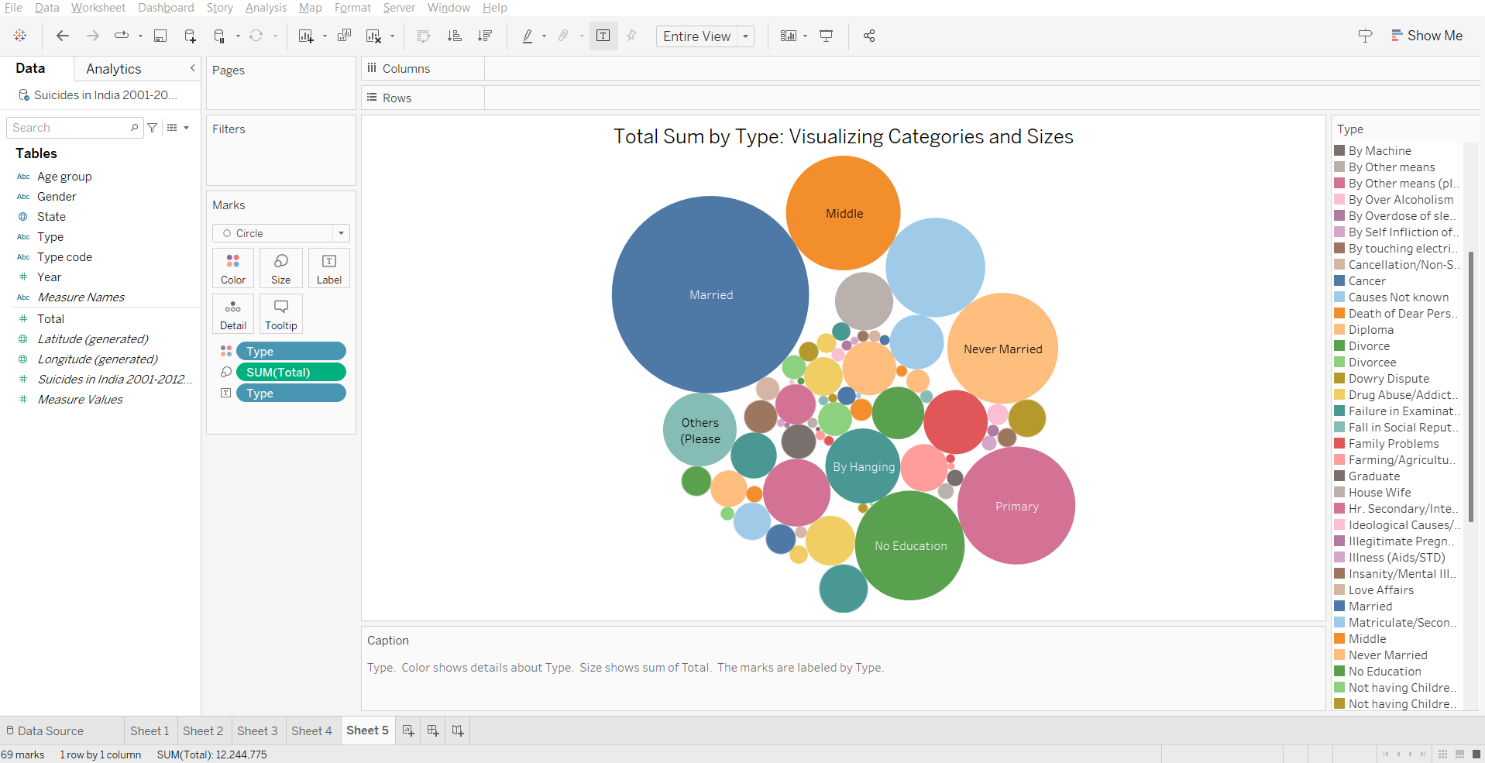 File Data Worksheet Dashboard Story Analysis Map Format Server Window Help
Entire View
Show Me
Data Analytics
Suicides in India 2001-20...
Search
Tables
Abc Age group
Abc Gender
State
Abc Type
Abc Type code
# Year
Abc Measure Names
# Total
Latitude (generated)
Longitude (generated)
# Suicides in India 2001-2012...
# Measure Values
Pages
Filters
Marks
Circle
Color Size Label
Detail Tooltip
Type
SUM(Total)
Type
Columns
Rows
Total Sum by Type: Visualizing Categories and Sizes
Middle
Married
Never Married
Others
(Please
By Hanging
Primary
No Education
Caption
Type. Color shows details about Type. Size shows sum of Total. The marks are labeled by Type.
Type
By Machine
By Other means
By Other means (pl..
By Over Alcoholism
By Overdose of sle..
By Self Infliction of..
By touching electri..
Cancellation/Non-S..
Cancer
Causes Not known
Death of Dear Pers..
Diploma
Divorce
Divorcee
Dowry Dispute
Drug Abuse/Addict..
Failure in Examinat..
Fall in Social Reput..
Family Problems
Farming/Agricultu..
Graduate
House Wife
Hr. Secondary/Inte..
Ideological Causes/..
Illegitimate Pregn..
Illness (Aids/STD)
Insanity/Mental Ill..
Love Affairs
Married
Matriculate/Secon..
Middle
Never Married
No Education
Not having Childre..
Not having Childre..
Data Source Sheet 1 Sheet 2 Sheet 3 Sheet 4 Sheet 5
69 marks 1 row by 1 column SUM(Total): 12,244,775